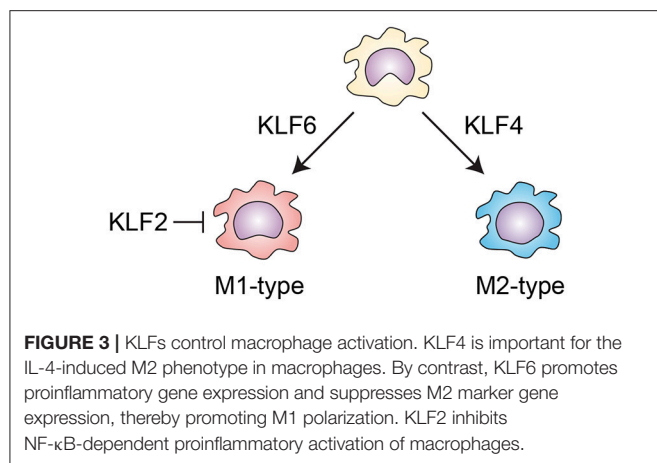 KLF6 KLF4
KLF2
M1-type M2-type
FIGURE 3 | KLFs control macrophage activation. KLF4 is important for the
IL-4-induced M2 phenotype in macrophages. By contrast, KLF6 promotes
proinflammatory gene expression and suppresses M2 marker gene
expression, thereby promoting M1 polarization. KLF2 inhibits
NF-κB-dependent proinflammatory activation of macrophages.